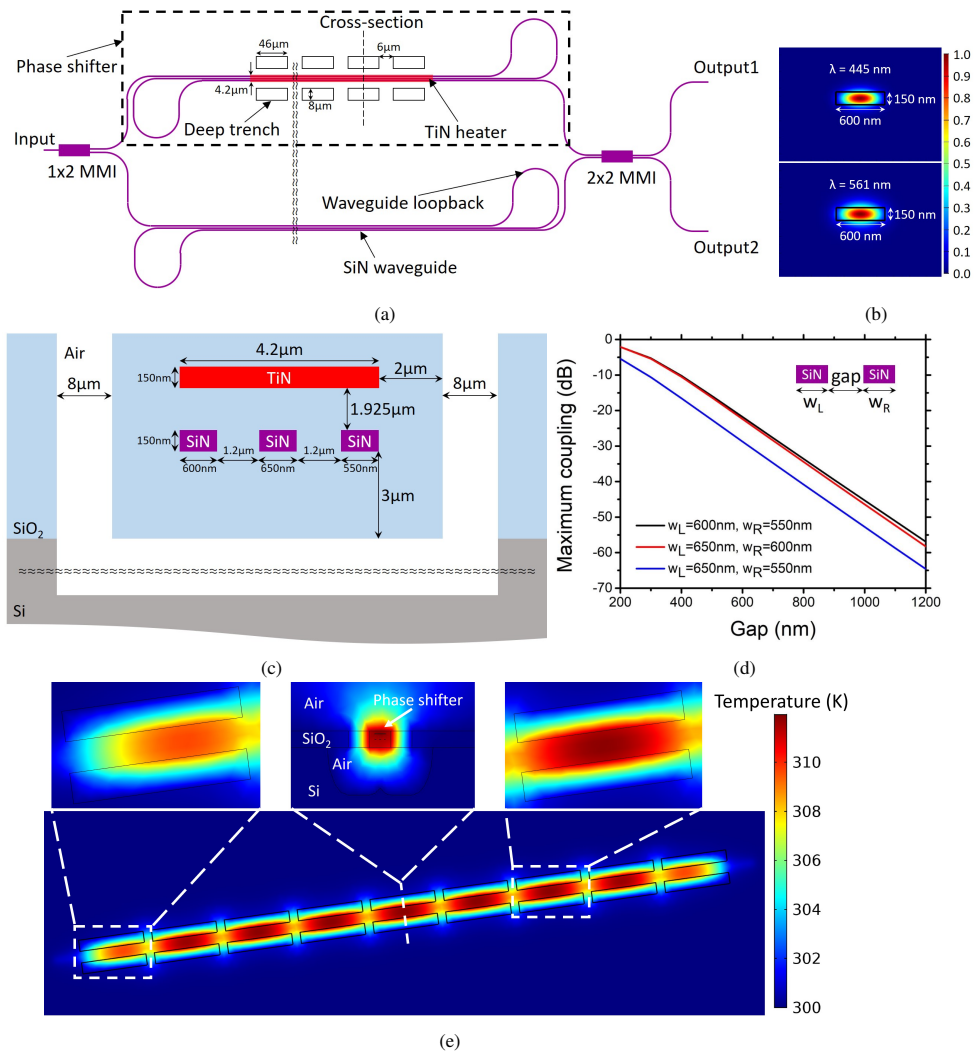 Cross-section
46μm
6μm
Phase shifter
4.2μm
8μm
Deep trench
TiN heater
Input
1x2 MMI
2x2 MMI
Waveguide loopback
SiN waveguide
Output1
Output2
(a)
λ = 445 nm
150 nm
600 nm
λ = 561 nm
150 nm
600 nm
1.0
0.9
0.8
0.7
0.6
0.5
0.4
0.3
0.2
0.1
0.0
(b)
Air
4.2μm
150nm
TiN
2μm
8μm
8μm
1.925μm
150nm
SiN
SiN
SiN
1.2μm
1.2μm
600nm
650nm
550nm
3μm
SiO2
Si
(c)
Maximum coupling (dB)
0
-10
-20
-30
-40
-50
-60
-70
SiN
gap
SiN
wL
wR
wL=600nm, wR=550nm
wL=650nm, wR=600nm
wL=650nm, wR=550nm
200
400
600
800
1000
1200
Gap (nm)
(d)
Air
Phase shifter
SiO2
Air
Si
Temperature (K)
310
308
306
304
302
300
(e)